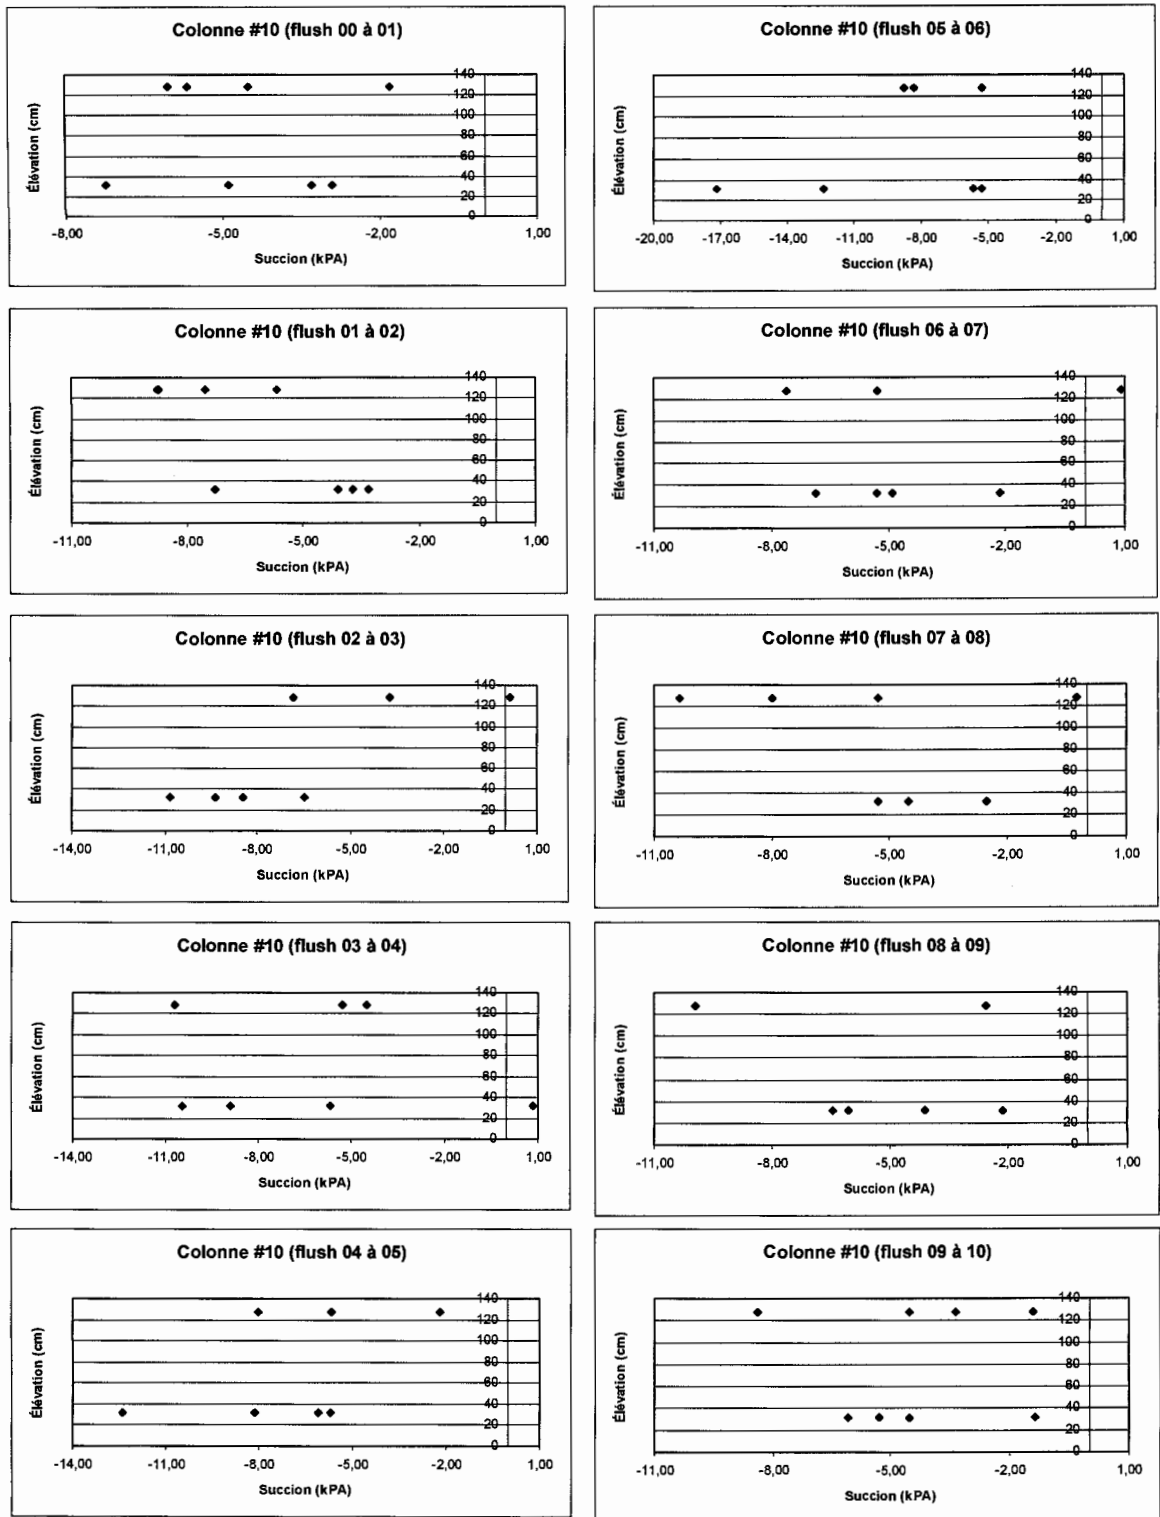 Colonne #10 (flush 00 à 01)
Élévation (cm)
140
120
100
80
60
40
20
0
-8,00 -5,00 -2,00 1,00
Succion (kPA)
Colonne #10 (flush 05 à 06)
Élévation (cm)
140
120
100
80
60
40
20
0
-20,00 -17,00 -14,00 -11,00 -8,00 -5,00 -2,00 1,00
Succion (kPA)
Colonne #10 (flush 01 à 02)
Élévation (cm)
140
120
100
80
60
40
20
0
-11,00 -8,00 -5,00 -2,00 1,00
Succion (kPA)
Colonne #10 (flush 06 à 07)
Élévation (cm)
140
120
100
80
60
40
20
0
-11,00 -8,00 -5,00 -2,00 1,00
Succion (kPA)
Colonne #10 (flush 02 à 03)
Élévation (cm)
140
120
100
80
60
40
20
0
-14,00 -11,00 -8,00 -5,00 -2,00 1,00
Succion (kPA)
Colonne #10 (flush 07 à 08)
Élévation (cm)
140
120
100
80
60
40
20
0
-11,00 -8,00 -5,00 -2,00 1,00
Succion (kPA)
Colonne #10 (flush 03 à 04)
Élévation (cm)
140
120
100
80
60
40
20
0
-14,00 -11,00 -8,00 -5,00 -2,00 1,00
Succion (kPA)
Colonne #10 (flush 08 à 09)
Élévation (cm)
140
120
100
80
60
40
20
0
-11,00 -8,00 -5,00 -2,00 1,00
Succion (kPA)
Colonne #10 (flush 04 à 05)
Élévation (cm)
140
120
100
80
60
40
20
0
-14,00 -11,00 -8,00 -5,00 -2,00 1,00
Succion (kPA)
Colonne #10 (flush 09 à 10)
Élévation (cm)
140
120
100
80
60
40
20
0
-11,00 -8,00 -5,00 -2,00 1,00
Succion (kPA)